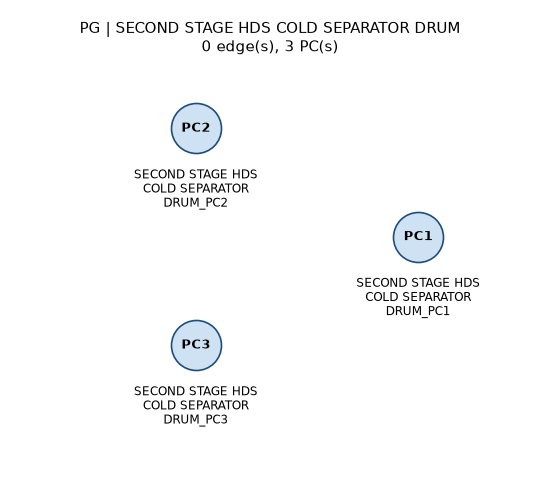 PG | SECOND STAGE HDS COLD SEPARATOR DRUM
0 edge(s), 3 PC(s)
PC2
SECOND STAGE HDS
COLD SEPARATOR
DRUM_PC2
PC1
SECOND STAGE HDS
COLD SEPARATOR
DRUM_PC1
PC3
SECOND STAGE HDS
COLD SEPARATOR
DRUM_PC3